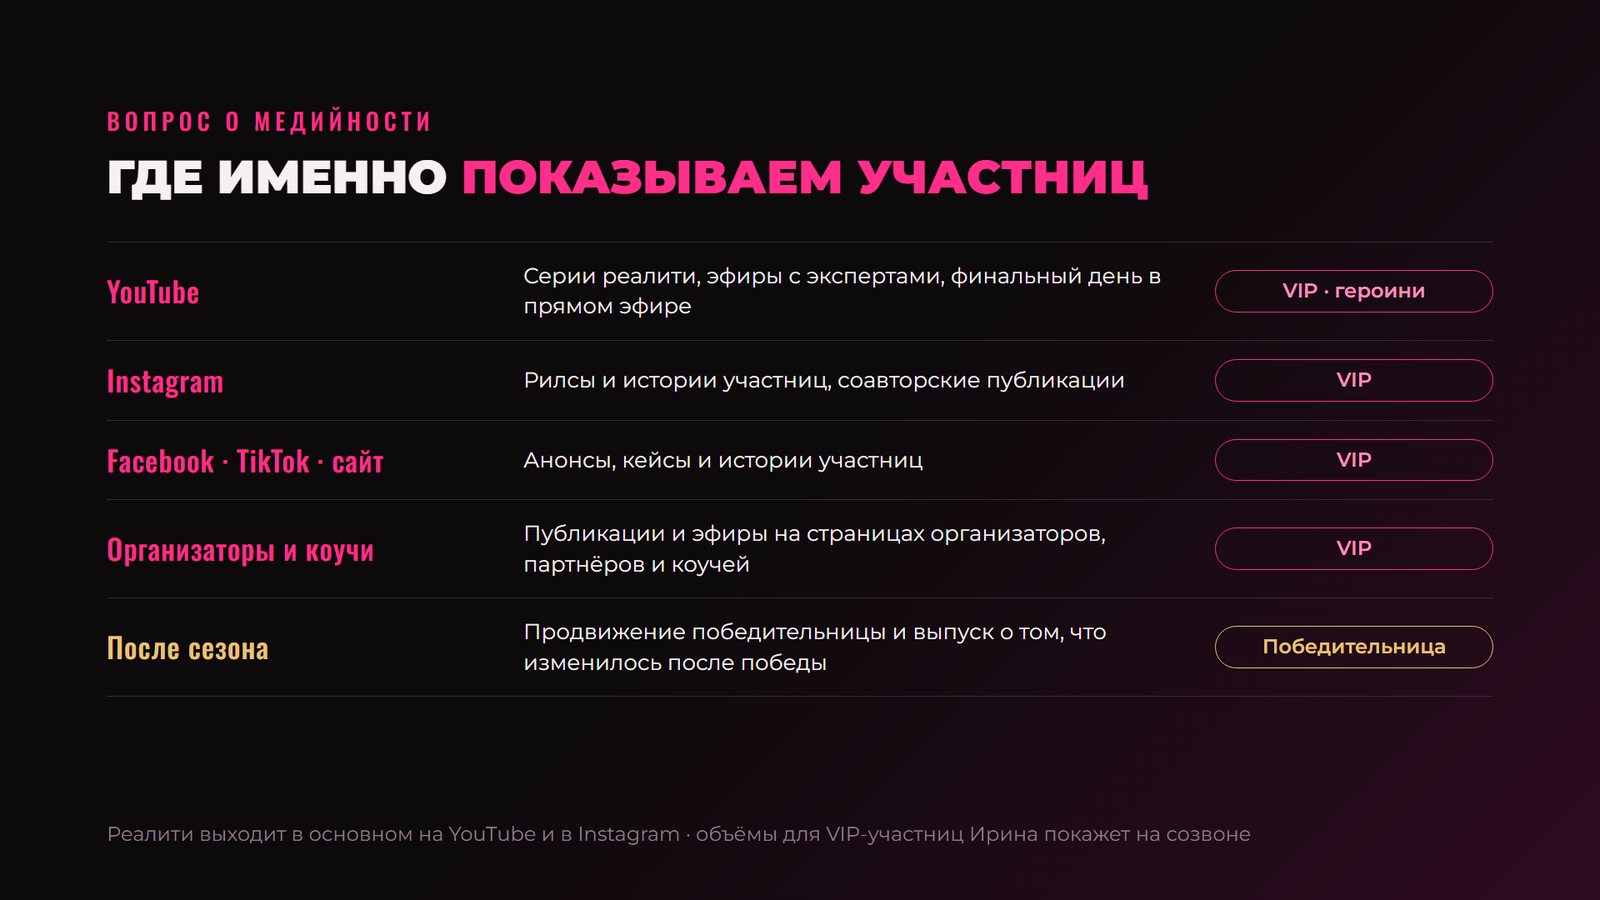 ВОПРОС О МЕДИЙНОСТИ
ГДЕ ИМЕННО ПОКАЗЫВАЕМ УЧАСТНИЦ
YouTube
Серии реалити, эфиры с экспертами, финальный день в
прямом эфире
VIP · героини
Instagram
Рилсы и истории участниц, соавторские публикации
VIP
Facebook · TikTok · сайт
Анонсы, кейсы и истории участниц
VIP
Организаторы и коучи
Публикации и эфиры на страницах организаторов,
партнёров и коучей
VIP
После сезона
Продвижение победительницы и выпуск о том, что
изменилось после победы
Победительница
Реалити выходит в основном на YouTube и в Instagram · объёмы для VIP-участниц Ирина покажет на созвоне